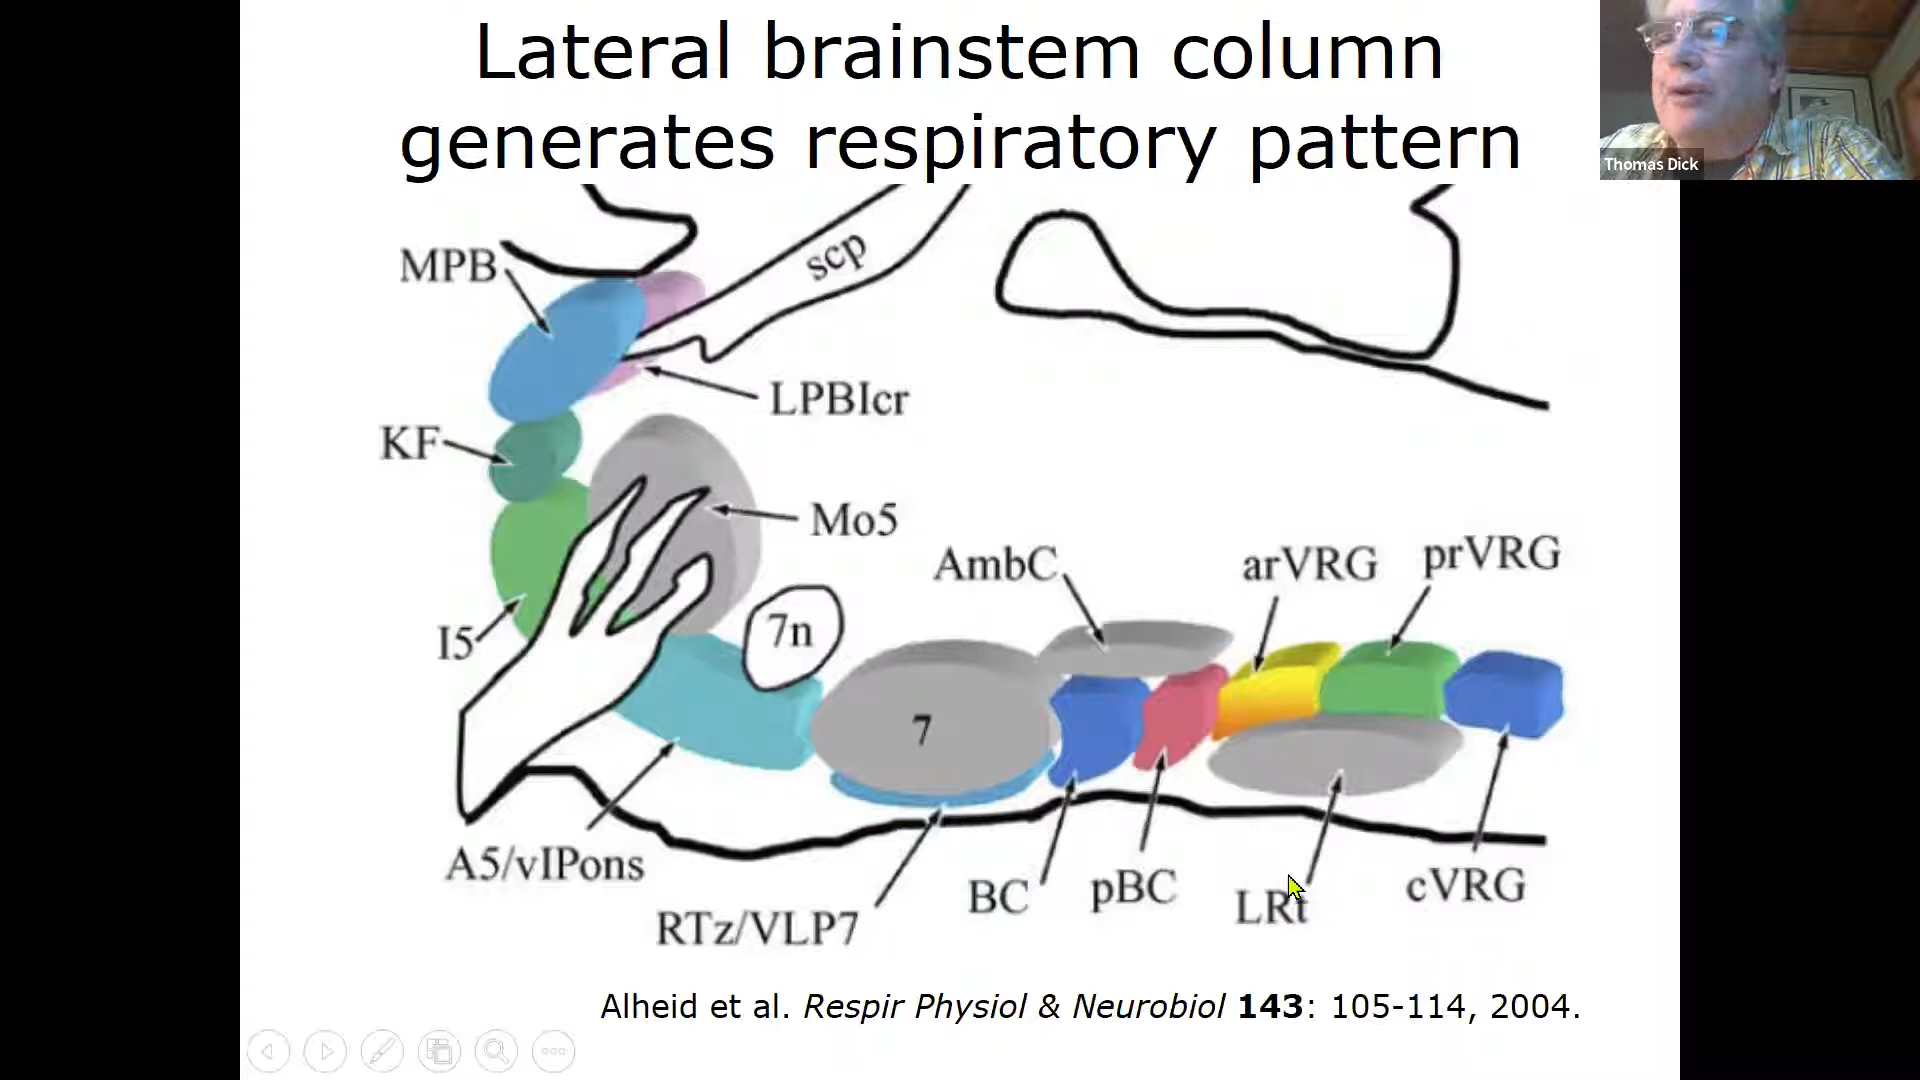 Lateral brainstem column
generates respiratory pattern
Thomas Dick
MPB
scp
LPBIcr
KF
Mo5
I5
7n
AmbC
arVRG
prVRG
7
A5/vIPons
RTz/VLP7
BC
pBC
LRt
cVRG
Alheid et al. Respir Physiol & Neurobiol 143: 105-114, 2004.